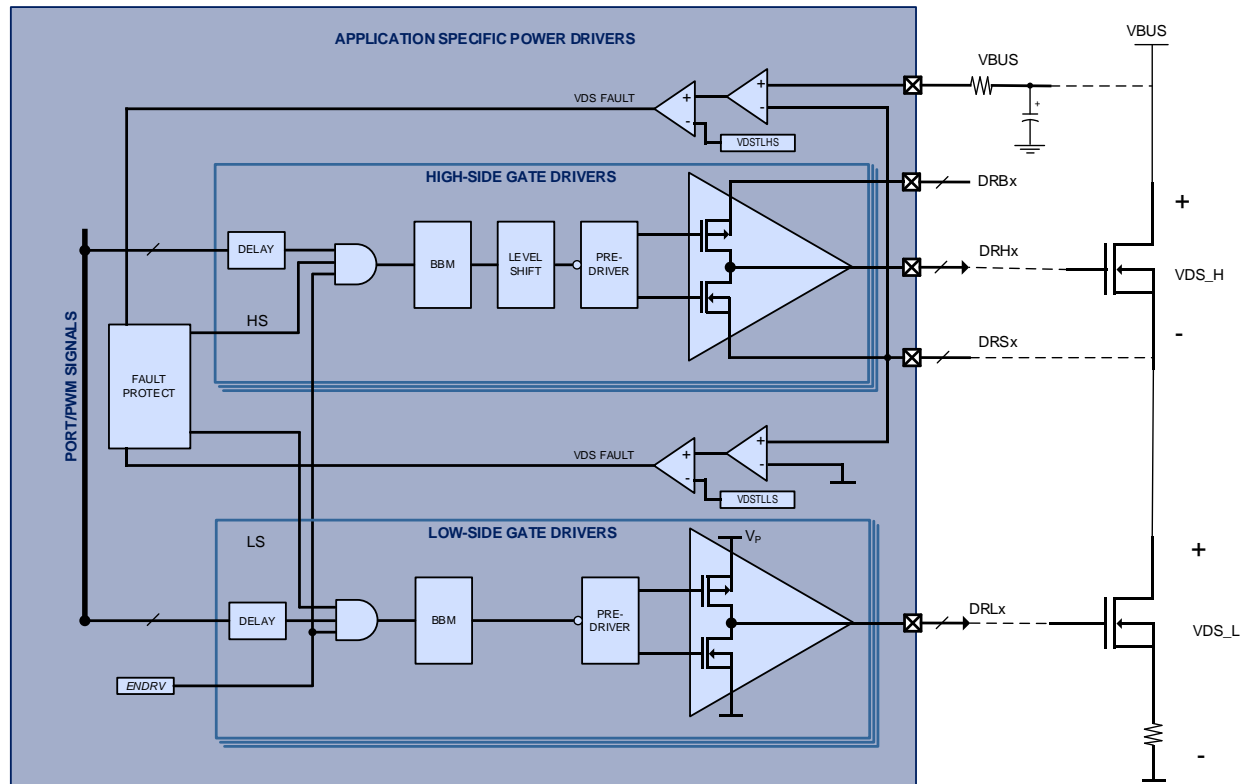 APPLICATION SPECIFIC POWER DRIVERS
VBUS
VBUS
+
-
+
-
+
VDS FAULT
VDSTLHS
HIGH-SIDE GATE DRIVERS
DRBx
+
DELAY
BBM
LEVEL
SHIFT
PRE-
DRIVER
DRHx
VDS_H
HS
-
DRSx
PORT/PWM SIGNALS
FAULT
PROTECT
+
-
+
-
VDS FAULT
VDSTLLS
LOW-SIDE GATE DRIVERS
LS
VP
+
DELAY
BBM
PRE-
DRIVER
DRLx
VDS_L
ENDRV
-